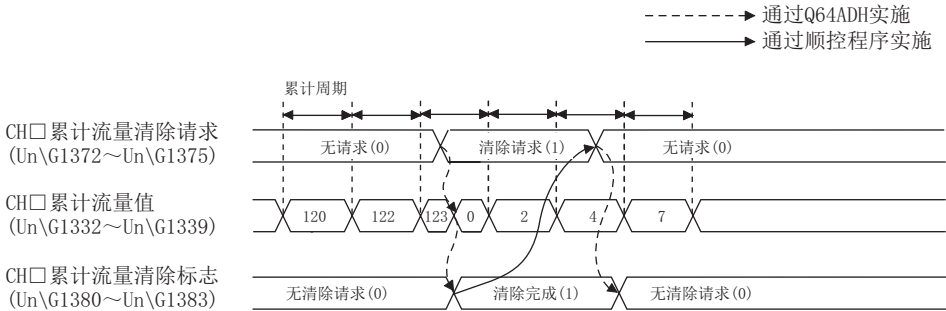 通过Q64ADH实施
通过顺控程序实施
累计周期
CH□累计流量清除请求
(Un\G1372～Un\G1375)
无请求(0) 清除请求(1) 无请求(0)
CH□累计流量值
(Un\G1332～Un\G1339)
120 122 123 0 2 4 7
CH□累计流量清除标志
(Un\G1380～Un\G1383)
无清除请求(0) 清除完成(1) 无清除请求(0)